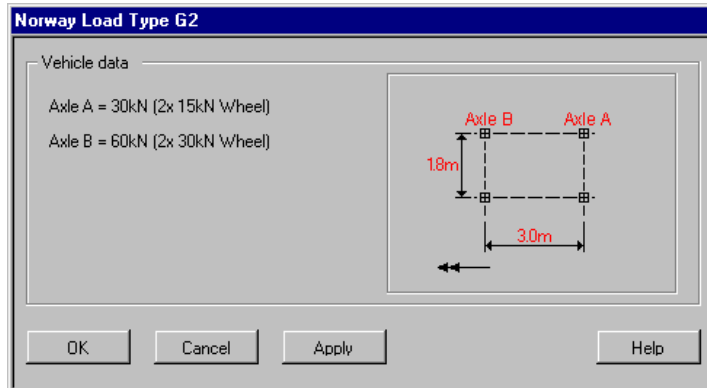 Norway Load Type G2
Vehicle data
Axle A = 30kN (2x 15kN Wheel)
Axle B = 60kN (2x 30kN Wheel)
Axle B Axle A
1.8m
3.0m
OK Cancel Apply Help